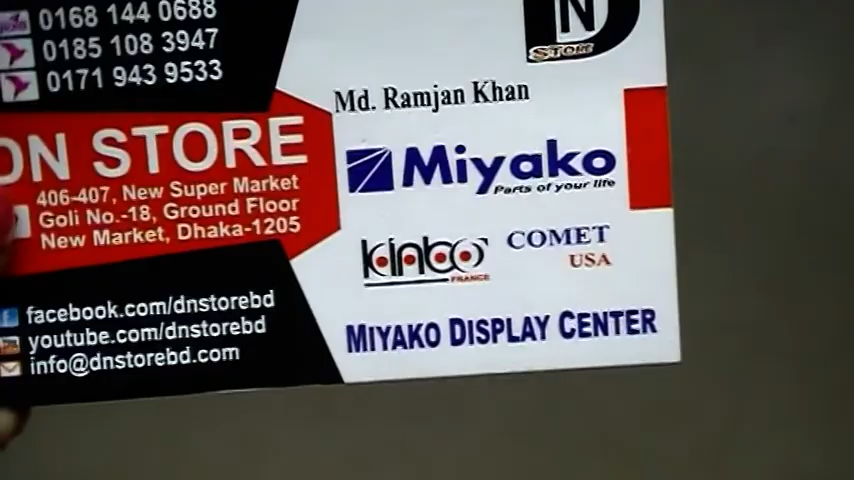 0168 144 0688
0185 108 3947
0171 943 9533
DN STORE
406-407, New Super Market
Goli No.-18, Ground Floor
New Market, Dhaka-1205
facebook.com/dnstorebd
youtube.com/dnstorebd
info@dnstorebd.com
N
STORE
Md. Ramjan Khan
Miyako
Parts of your life
kinbo
FRANCE
COMET
USA
MIYAKO DISPLAY CENTER